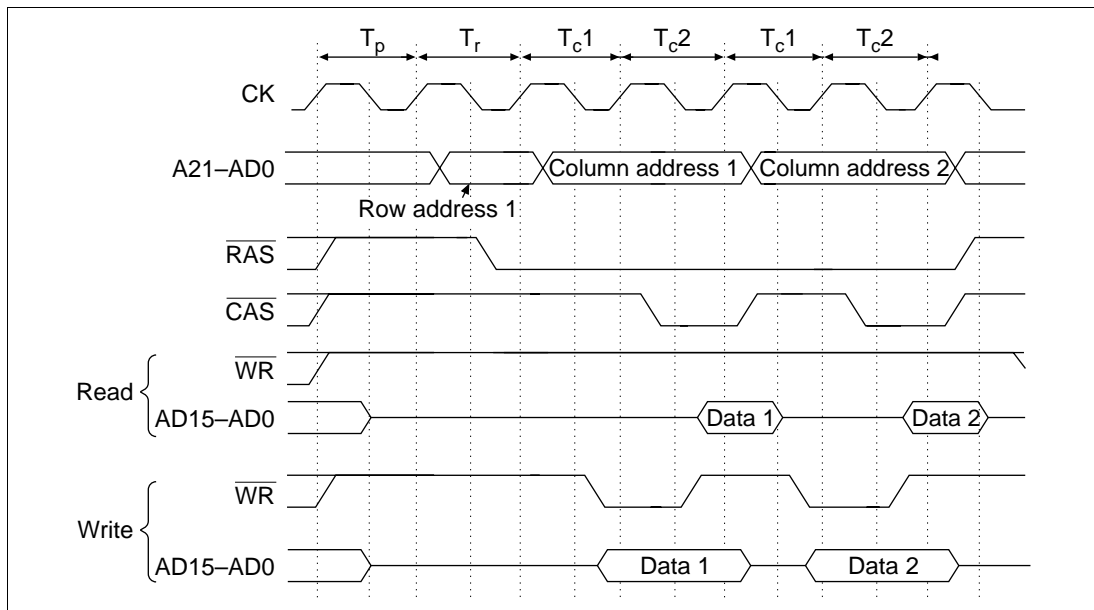 Tp Tr Tc1 Tc2 Tc1 Tc2
CK
A21–AD0 Column address 1 Column address 2
Row address 1
RAS
CAS
WR
Read
AD15–AD0 Data 1 Data 2
WR
Write
AD15–AD0 Data 1 Data 2